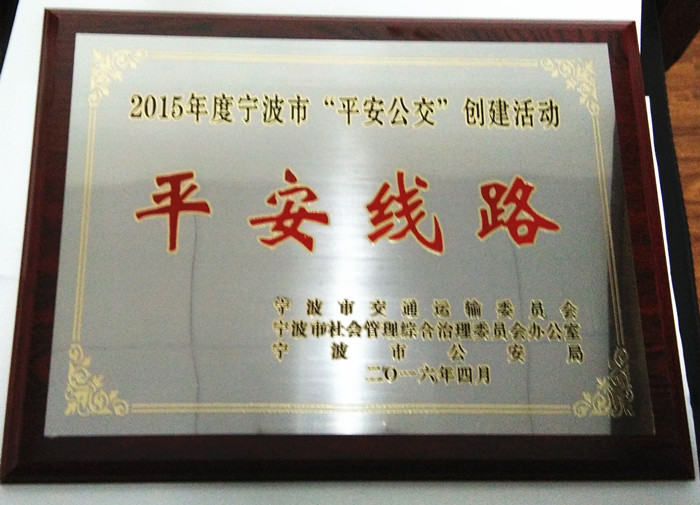 2015年度宁波市“平安公交”创建活动
平安线路
宁波市交通运输委员会
宁波市社会管理综合治理委员会办公室
宁波市公安局
二〇一六年四月